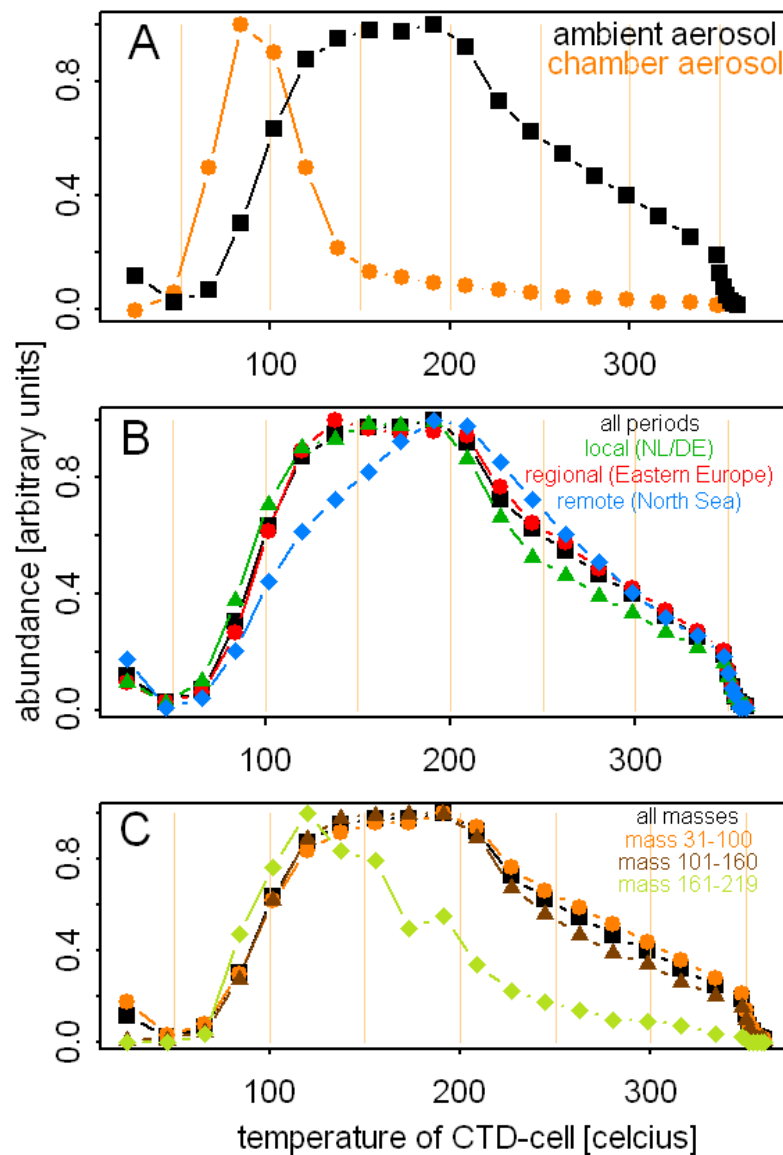 A
ambient aerosol
chamber aerosol
0.0 0.4 0.8
100 200 300
abundance [arbitrary units]
B
all periods
local (NL/DE)
regional (Eastern Europe)
remote (North Sea)
0.0 0.4 0.8
100 200 300
C
all masses
mass 31-100
mass 101-160
mass 161-219
0.0 0.4 0.8
100 200 300
temperature of CTD-cell [celcius]